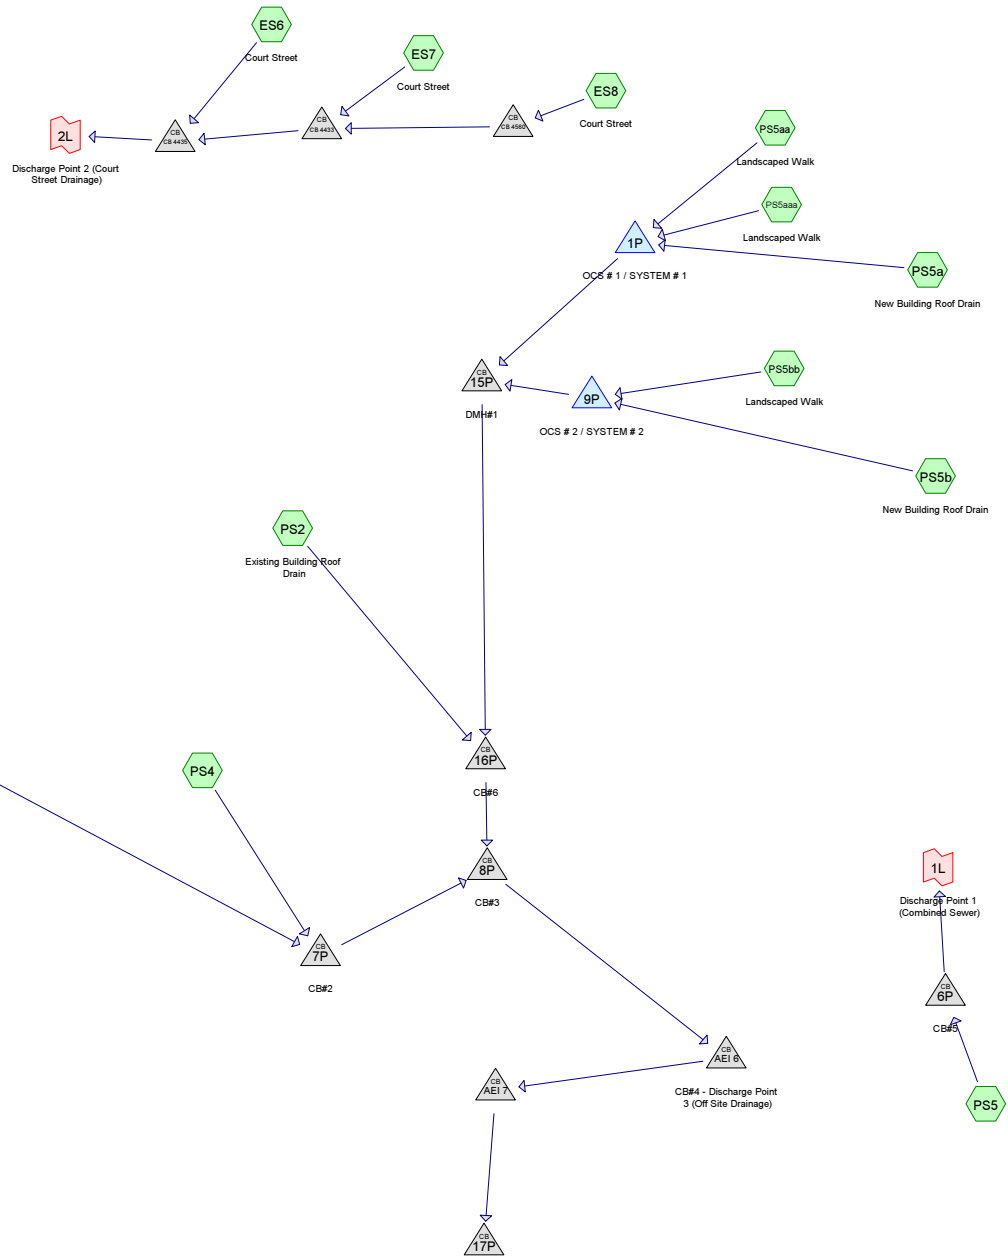 ES6
Court Street
ES7
Court Street
ES8
Court Street
CB
CB 4560
CB
CB 4433
CB
CB 4435
2L
Discharge Point 2 (Court
Street Drainage)
PS5aa
Landscaped Walk
PS5aaa
Landscaped Walk
1P
OCS # 1 / SYSTEM # 1
PS5a
New Building Roof Drain
CB
15P
DMH#1
9P
OCS # 2 / SYSTEM # 2
PS5bb
Landscaped Walk
PS5b
New Building Roof Drain
PS2
Existing Building Roof
Drain
CB
16P
CB#6
PS4
CB
8P
CB#3
1L
Discharge Point 1
(Combined Sewer)
CB
7P
CB#2
CB
6P
CB#5
CB
AEI 6
CB#4 - Discharge Point
3 (Off Site Drainage)
CB
AEI 7
PS5
CB
17P